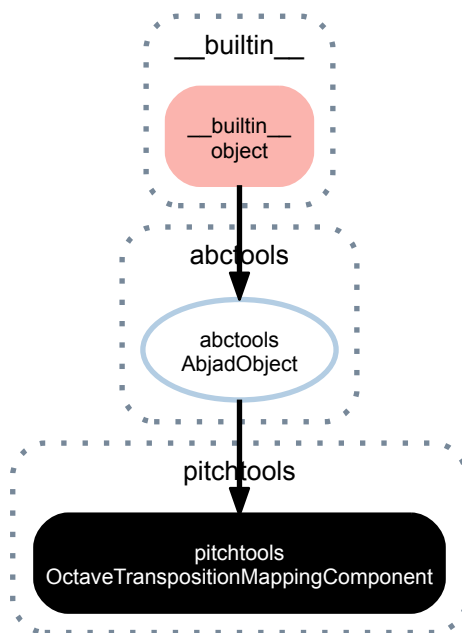 __builtin__
__builtin__
object
abctools
abctools
AbjadObject
pitchtools
pitchtools
OctaveTranspositionMappingComponent